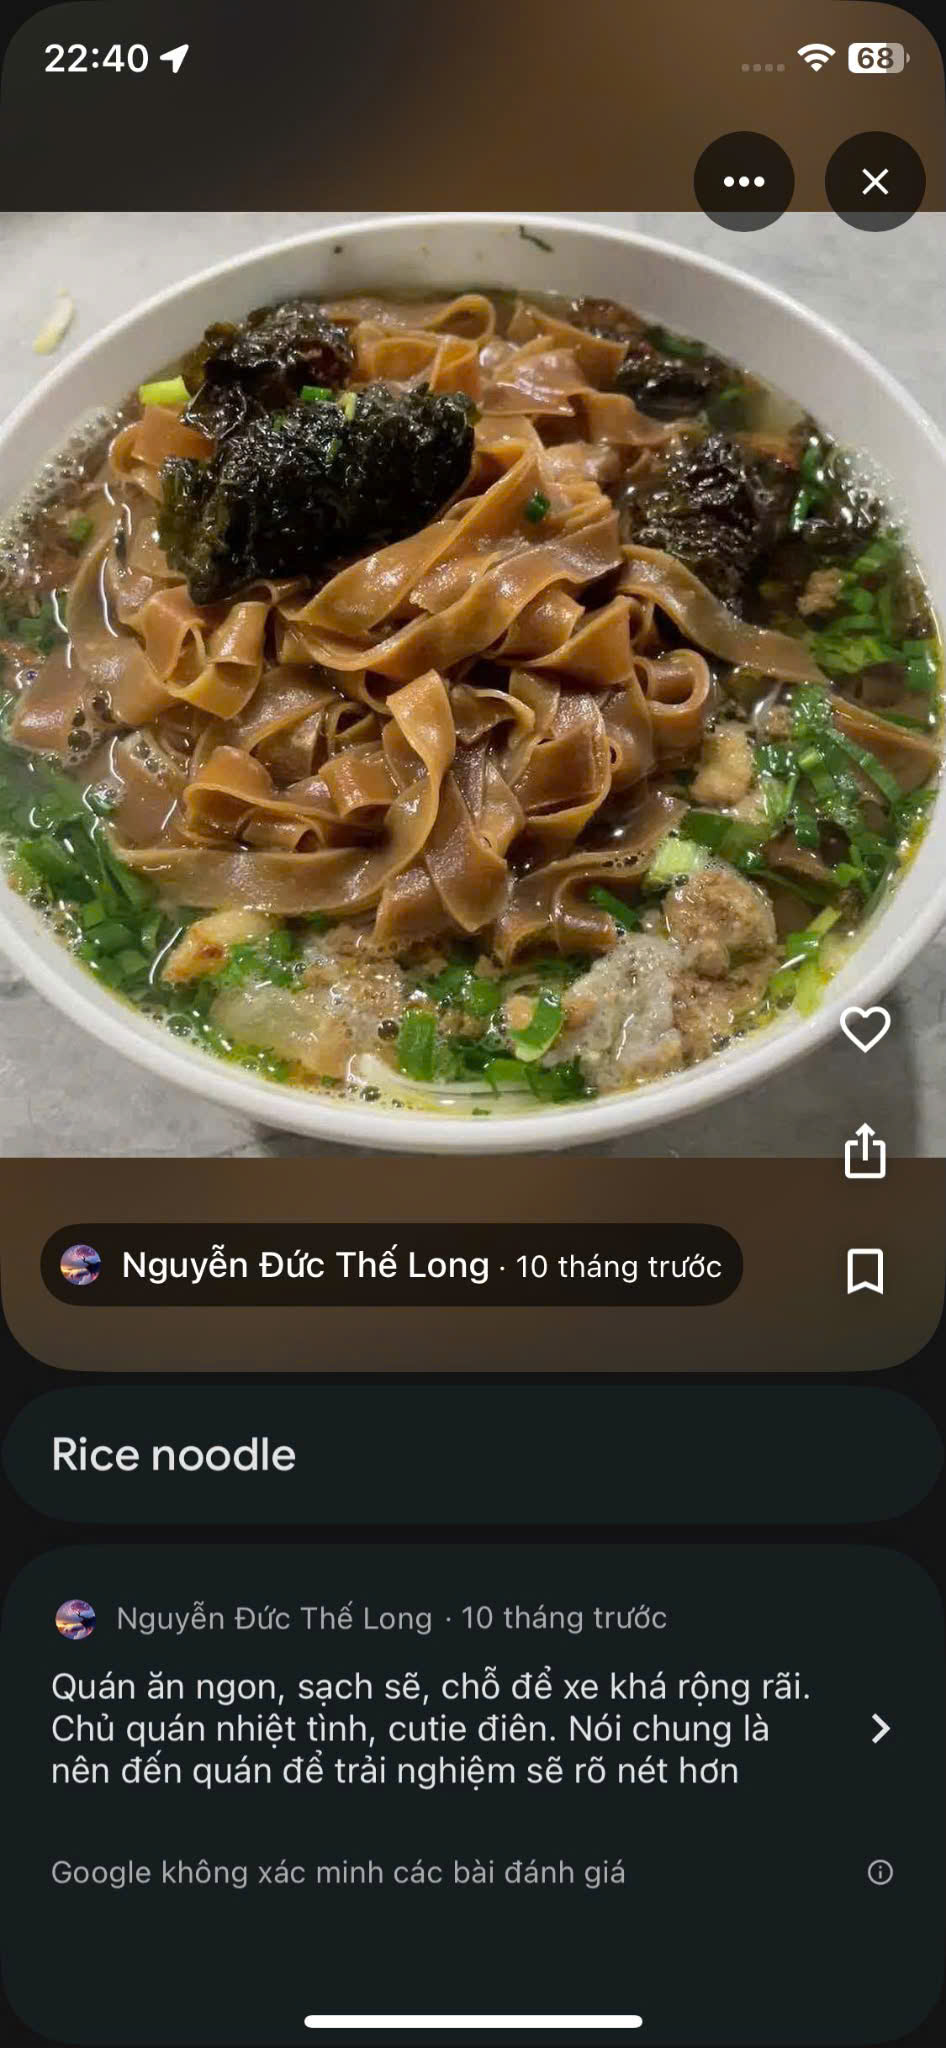 22:40
68
Nguyễn Đức Thế Long · 10 tháng trước
Rice noodle
Nguyễn Đức Thế Long · 10 tháng trước
Quán ăn ngon, sạch sẽ, chỗ để xe khá rộng rãi.
Chủ quán nhiệt tình, cutie điên. Nói chung là
nên đến quán để trải nghiệm sẽ rõ nét hơn
Google không xác minh các bài đánh giá